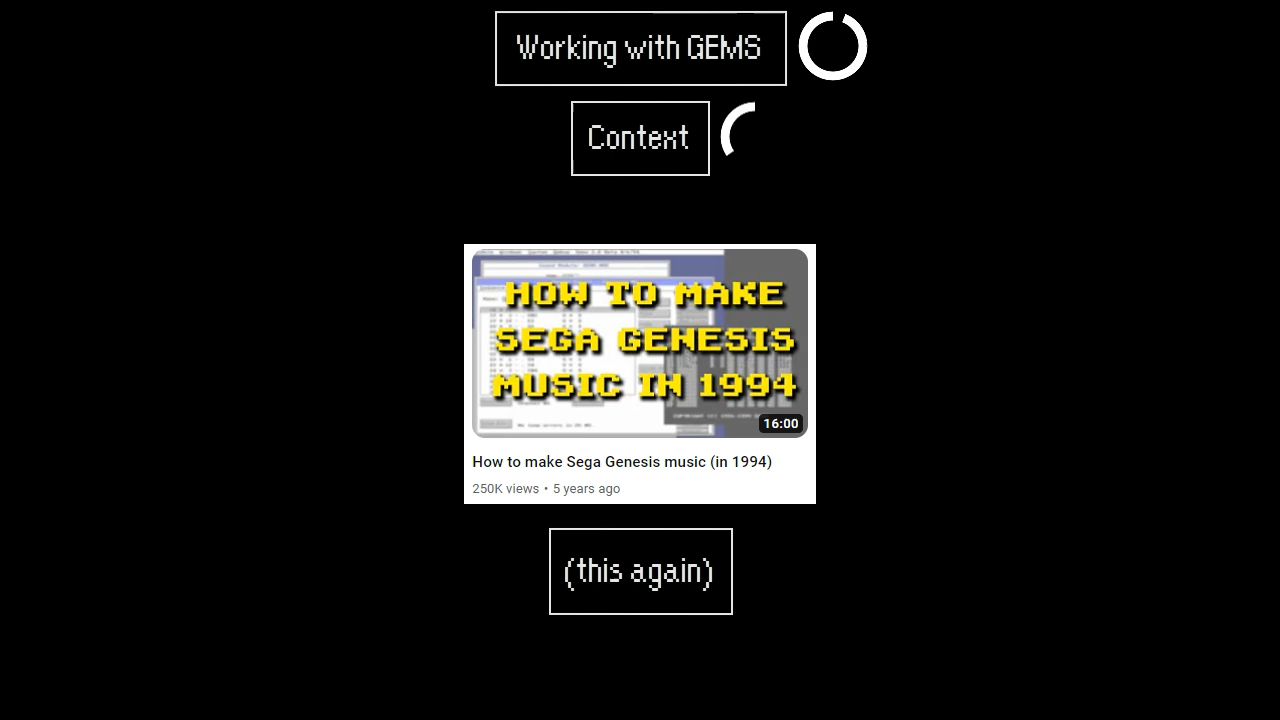 Working with GEMS
Context
HOW TO MAKE
SEGA GENESIS
MUSIC IN 1994
16:00
How to make Sega Genesis music (in 1994)
250K views • 5 years ago
(this again)